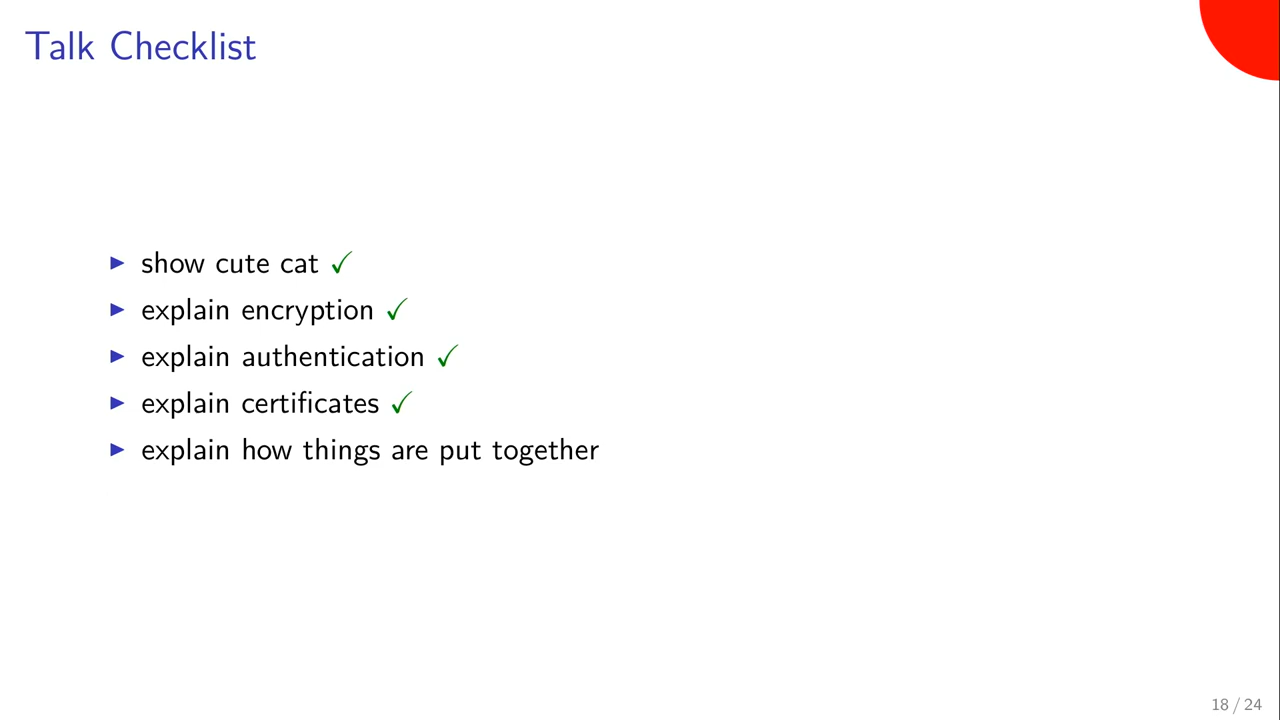 Talk Checklist
▶ show cute cat ✓
▶ explain encryption ✓
▶ explain authentication ✓
▶ explain certificates ✓
▶ explain how things are put together
18 / 24